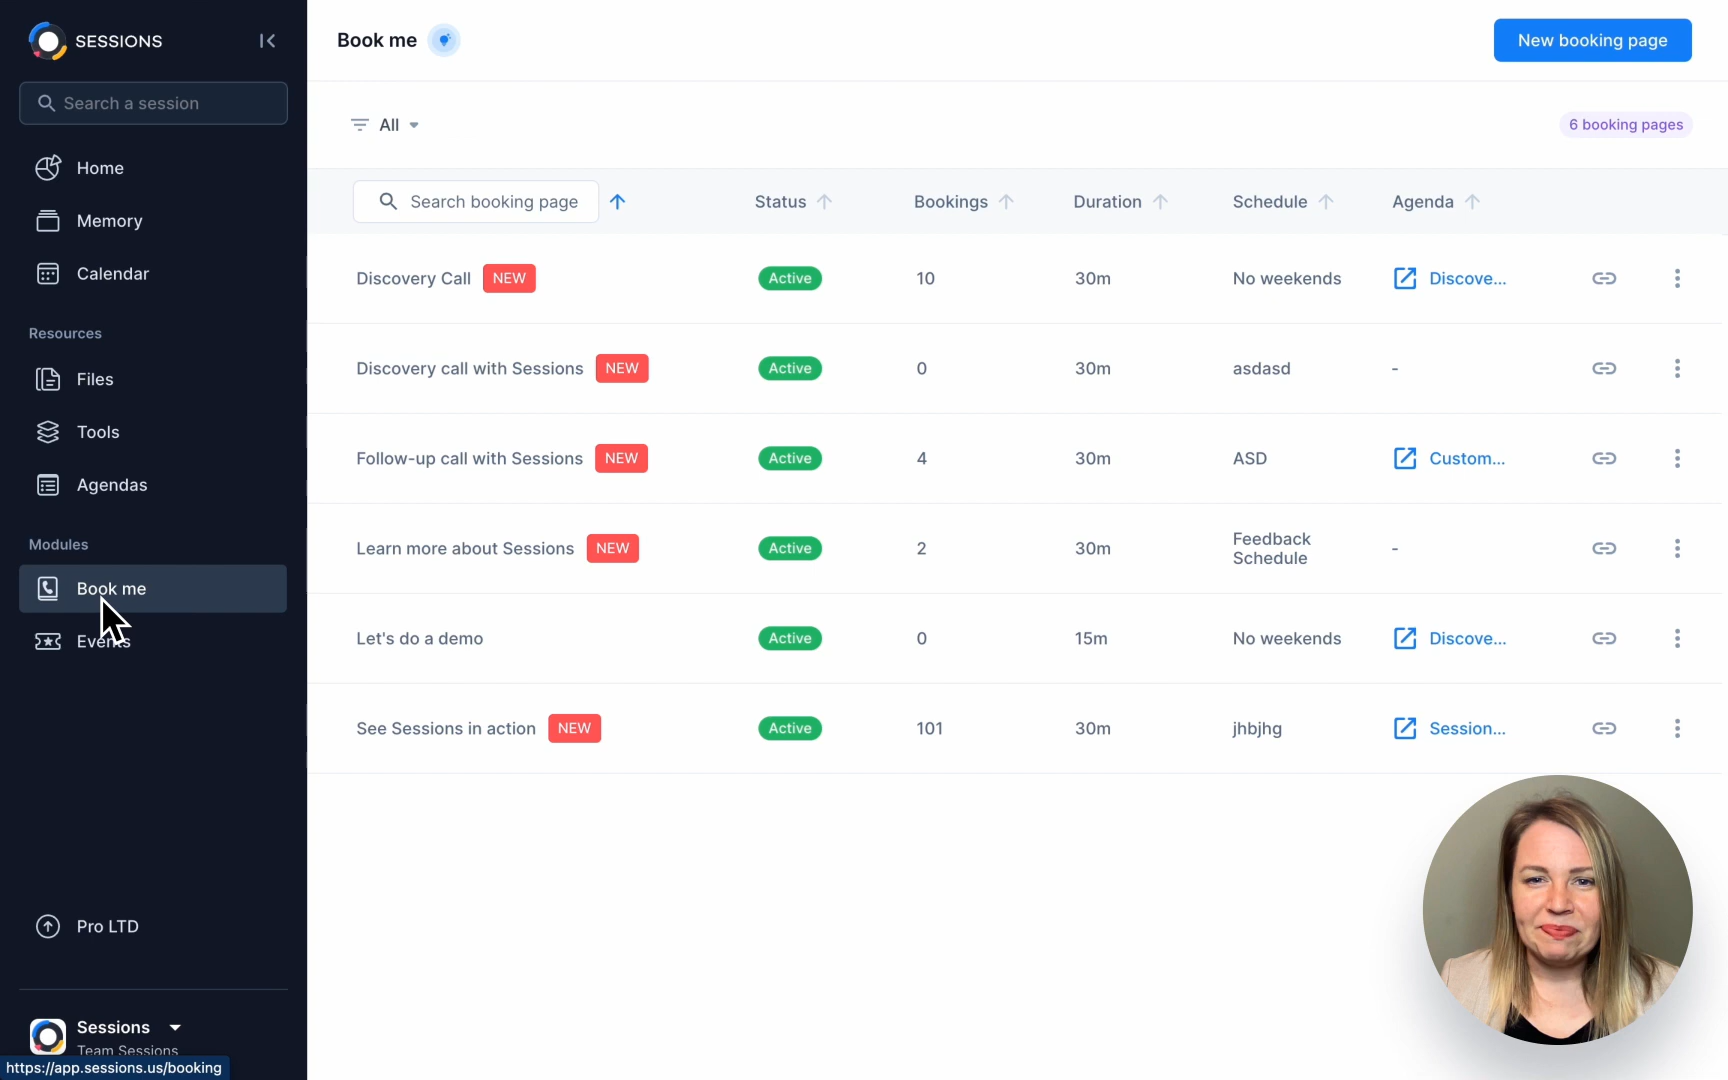 SESSIONS
Search a session
Home
Memory
Calendar
Resources
Files
Tools
Agendas
Modules
Book me
Events
Pro LTD
Sessions
Team Sessions
https://app.sessions.us/booking
Book me
New booking page
All
6 booking pages
Search booking page Status Bookings Duration Schedule Agenda
Discovery Call NEW Active 10 30m No weekends Discove...
Discovery call with Sessions NEW Active 0 30m asdasd -
Follow-up call with Sessions NEW Active 4 30m ASD Custom...
Learn more about Sessions NEW Active 2 30m Feedback Schedule -
Let's do a demo Active 0 15m No weekends Discove...
See Sessions in action NEW Active 101 30m jhbjhg Session...